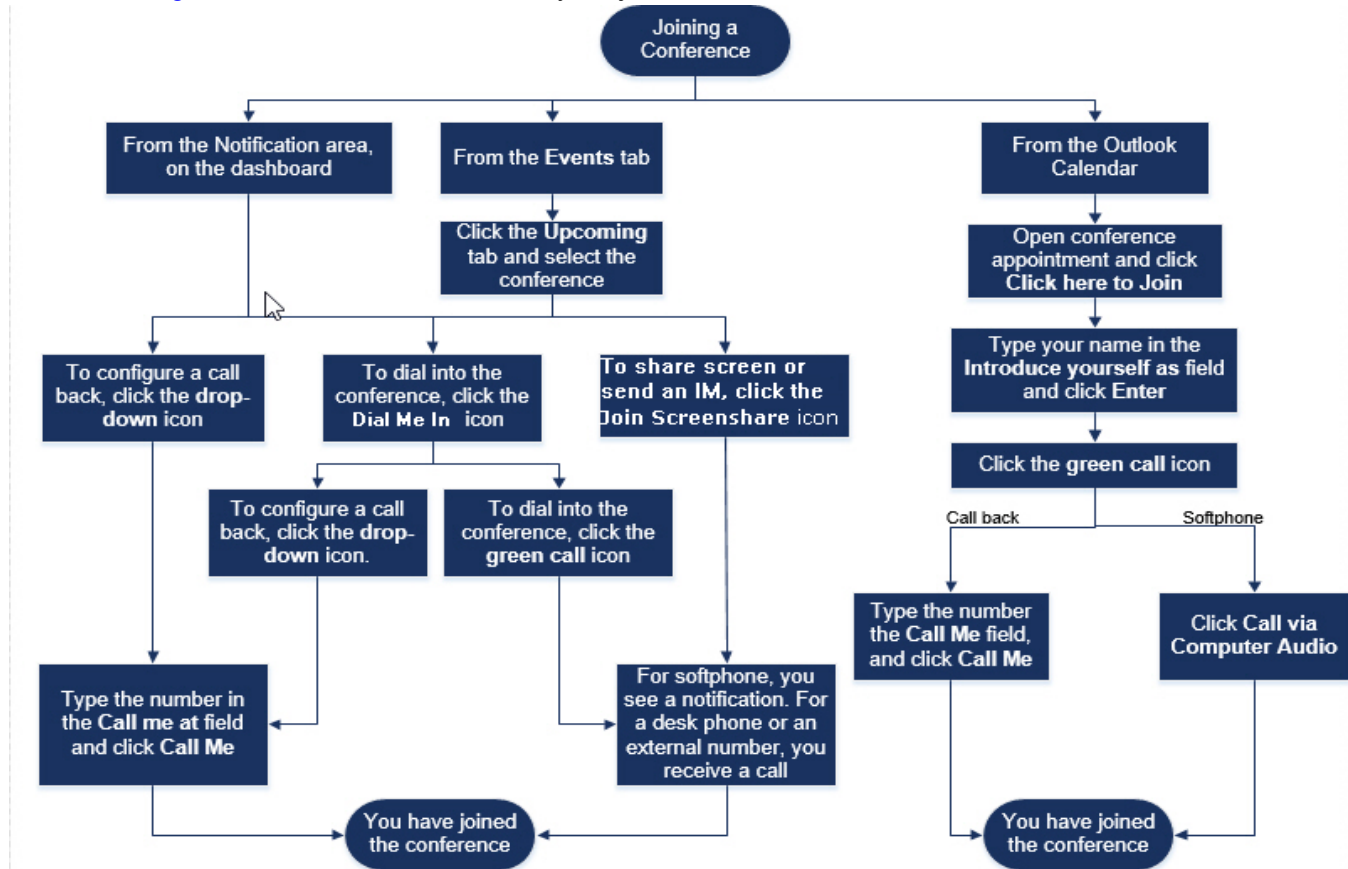 Joining a
Conference
From the Notification area,
on the dashboard
From the Events tab
From the Outlook
Calendar
Click the Upcoming
tab and select the
conference
Open conference
appointment and click
Click here to Join
Type your name in the
Introduce yourself as field
and click Enter
To configure a call
back, click the drop-
down icon
To dial into the
conference, click the
Dial Me In icon
To share screen or
send an IM, click the
Join Screenshare icon
Click the green call icon
To configure a call
back, click the drop-
down icon.
To dial into the
conference, click the
green call icon
Call back
Softphone
Type the number
the Call Me field,
and click Call Me
Click Call via
Computer Audio
Type the number in
the Call me at field
and click Call Me
For softphone, you
see a notification. For
a desk phone or an
external number, you
receive a call
You have joined
the conference
You have joined
the conference